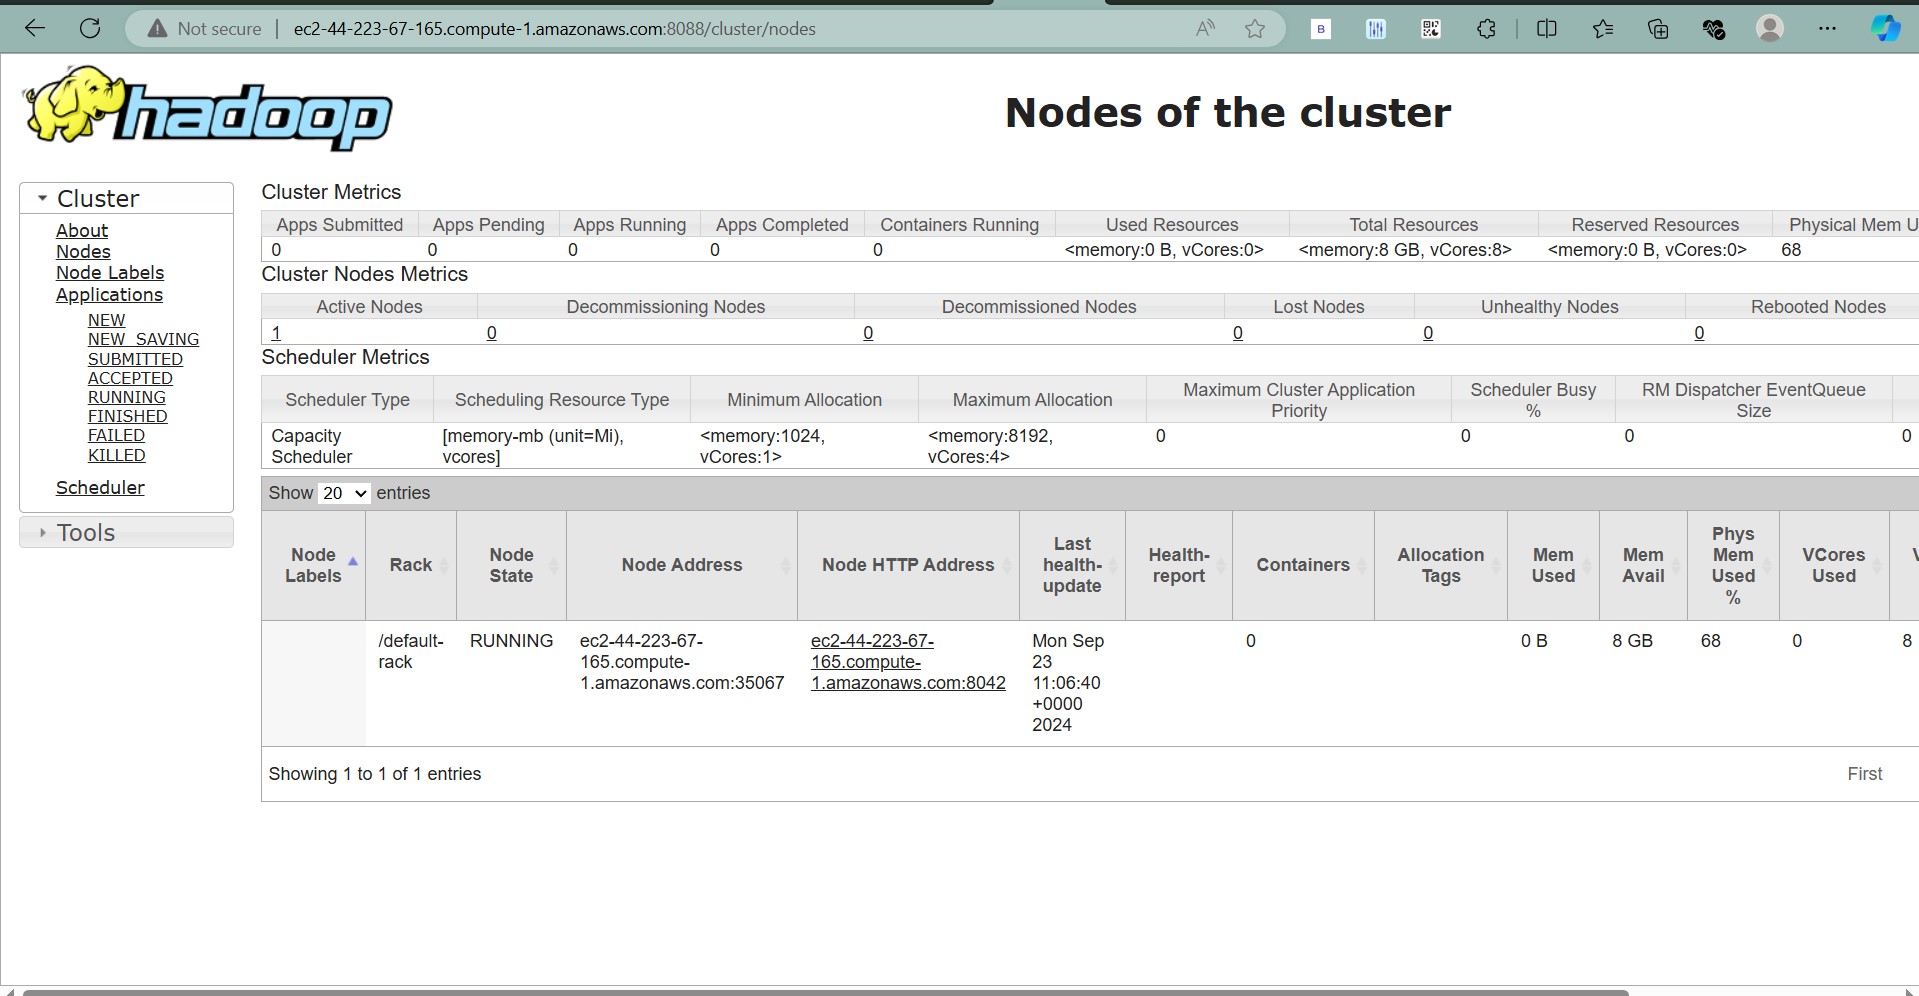 Not secure | ec2-44-223-67-165.compute-1.amazonaws.com:8088/cluster/nodes
B
hadoop
Nodes of the cluster
Cluster
About
Nodes
Node Labels
Applications
NEW
NEW_SAVING
SUBMITTED
ACCEPTED
RUNNING
FINISHED
FAILED
KILLED
Scheduler
Tools
Cluster Metrics
Apps Submitted Apps Pending Apps Running Apps Completed Containers Running Used Resources Total Resources Reserved Resources Physical Mem U
0 0 0 0 0 <memory:0 B, vCores:0> <memory:8 GB, vCores:8> <memory:0 B, vCores:0> 68
Cluster Nodes Metrics
Active Nodes Decommissioning Nodes Decommissioned Nodes Lost Nodes Unhealthy Nodes Rebooted Nodes
1 0 0 0 0 0
Scheduler Metrics
Scheduler Type Scheduling Resource Type Minimum Allocation Maximum Allocation Maximum Cluster Application Priority Scheduler Busy % RM Dispatcher EventQueue Size
Capacity Scheduler [memory-mb (unit=Mi), vcores] <memory:1024, vCores:1> <memory:8192, vCores:4> 0 0 0 0
Show 20 entries
Node Labels Rack Node State Node Address Node HTTP Address Last health-update Health-report Containers Allocation Tags Mem Used Mem Avail Phys Mem Used % VCores Used V
/default-rack RUNNING ec2-44-223-67-165.compute-1.amazonaws.com:35067 ec2-44-223-67-165.compute-1.amazonaws.com:8042 Mon Sep 23 11:06:40 +0000 2024 0 0 B 8 GB 68 0 8
Showing 1 to 1 of 1 entries
First